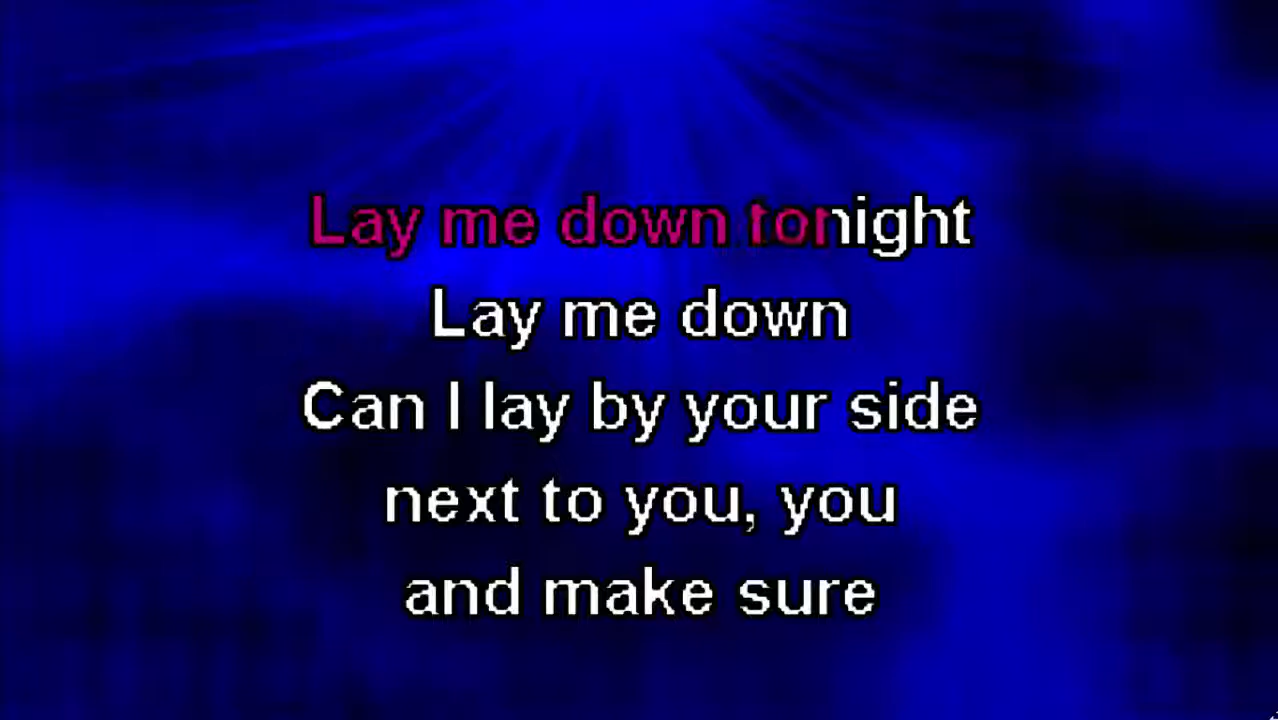 Lay me down tonight
Lay me down
Can I lay by your side
next to you, you
and make sure